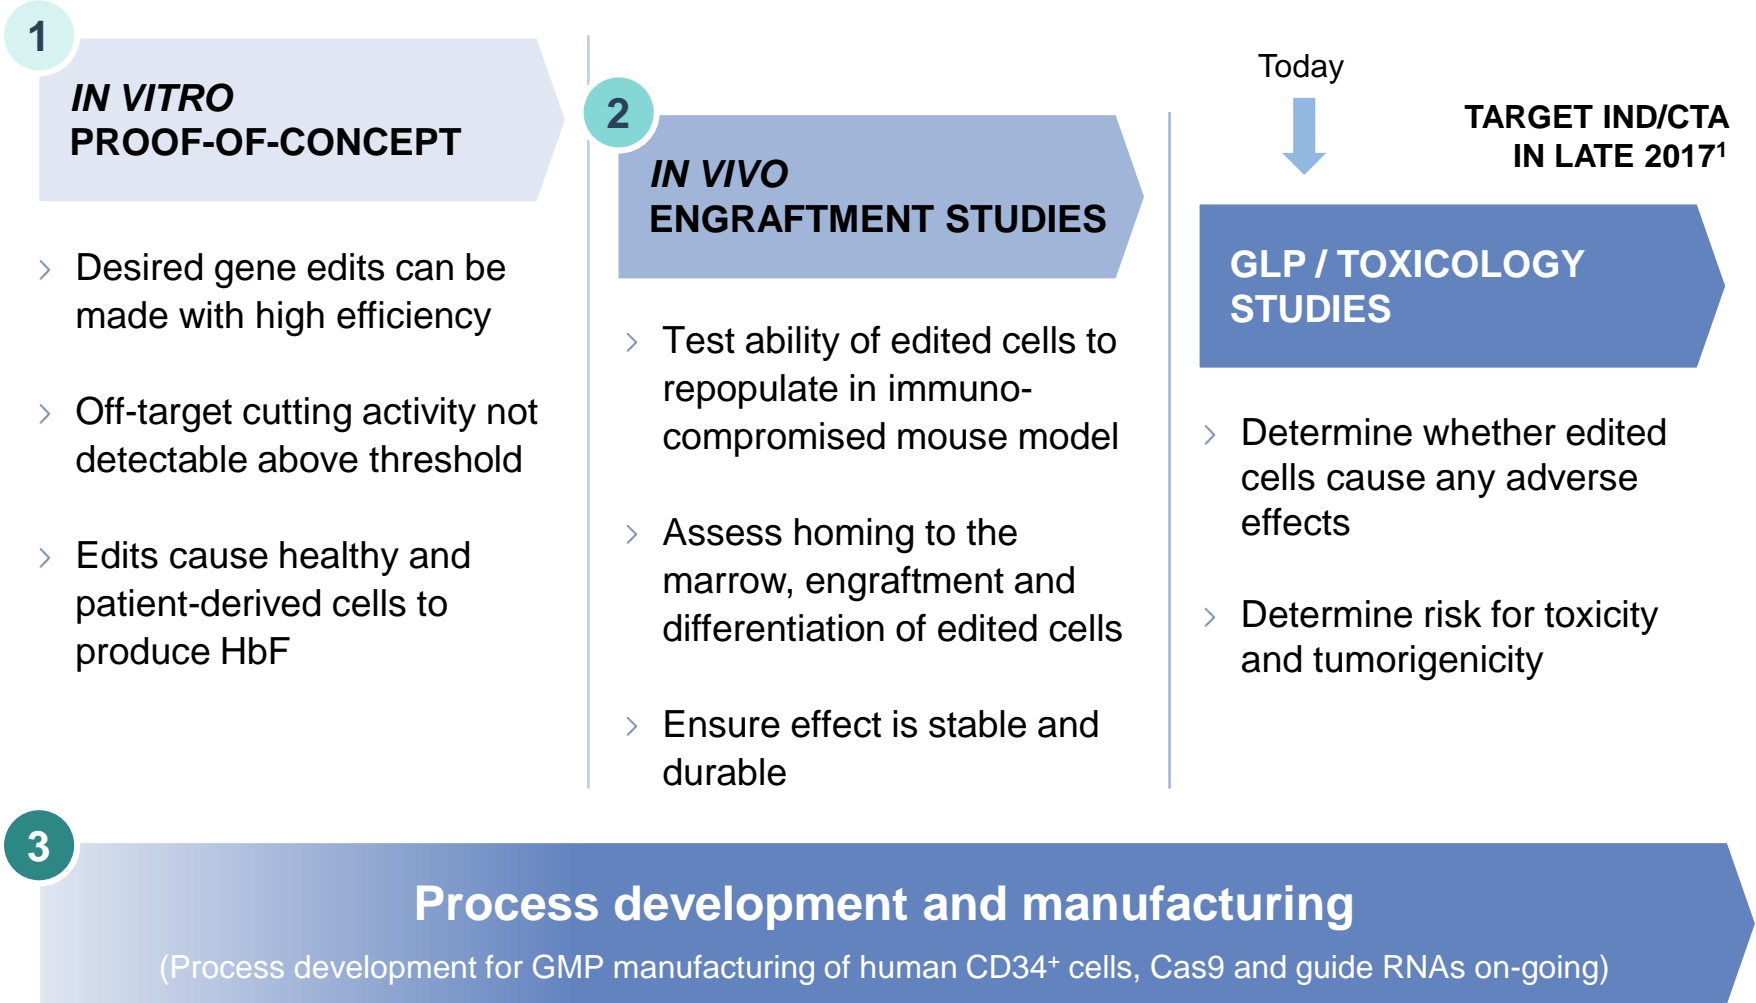 1
IN VITRO
PROOF-OF-CONCEPT
> Desired gene edits can be
made with high efficiency
> Off-target cutting activity not
detectable above threshold
> Edits cause healthy and
patient-derived cells to
produce HbF
2
IN VIVO
ENGRAFTMENT STUDIES
> Test ability of edited cells to
repopulate in immuno-
compromised mouse model
> Assess homing to the
marrow, engraftment and
differentiation of edited cells
> Ensure effect is stable and
durable
Today
TARGET IND/CTA
IN LATE 2017¹
GLP / TOXICOLOGY
STUDIES
> Determine whether edited
cells cause any adverse
effects
> Determine risk for toxicity
and tumorigenicity
3
Process development and manufacturing
(Process development for GMP manufacturing of human CD34⁺ cells, Cas9 and guide RNAs on-going)